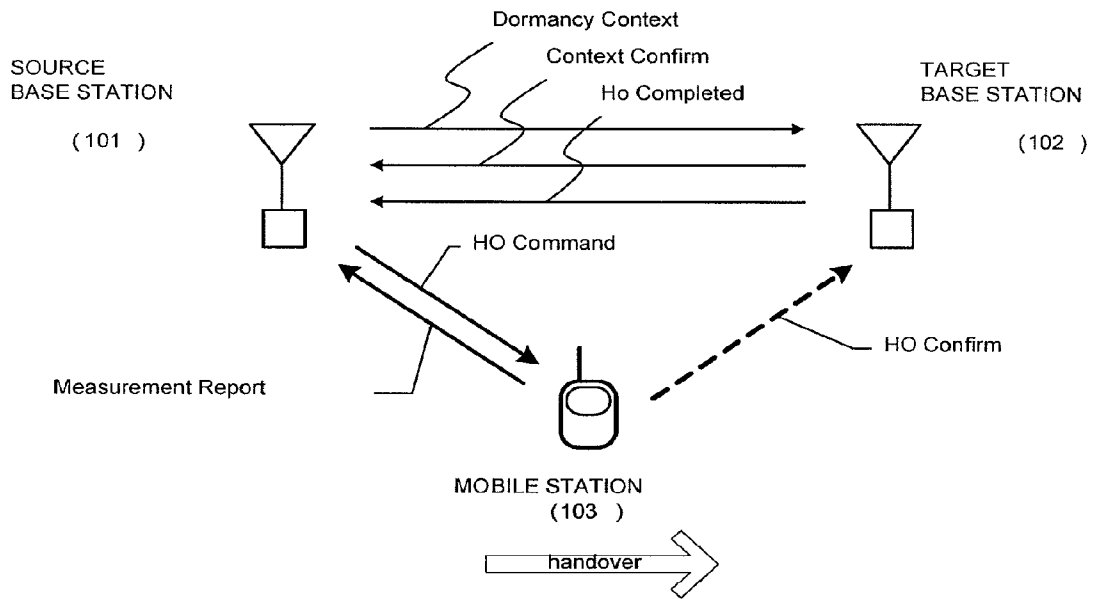 Dormancy Context
Context Confirm
Ho Completed
SOURCE
BASE STATION
(101 )
TARGET
BASE STATION
(102 )
HO Command
HO Confirm
Measurement Report
MOBILE STATION
(103 )
handover